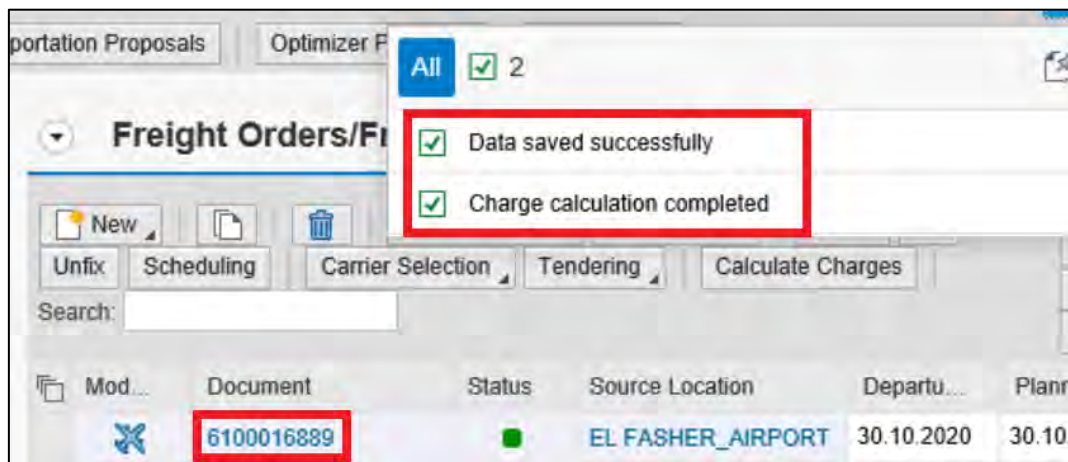 portation Proposals
Optimizer P
All 2
Freight Orders/Fr
Data saved successfully
Charge calculation completed
New
Unfix Scheduling Carrier Selection Tendering Calculate Charges
Search:
Mod... Document Status Source Location Departu... Plann
6100016889 EL FASHER_AIRPORT 30.10.2020 30.10.